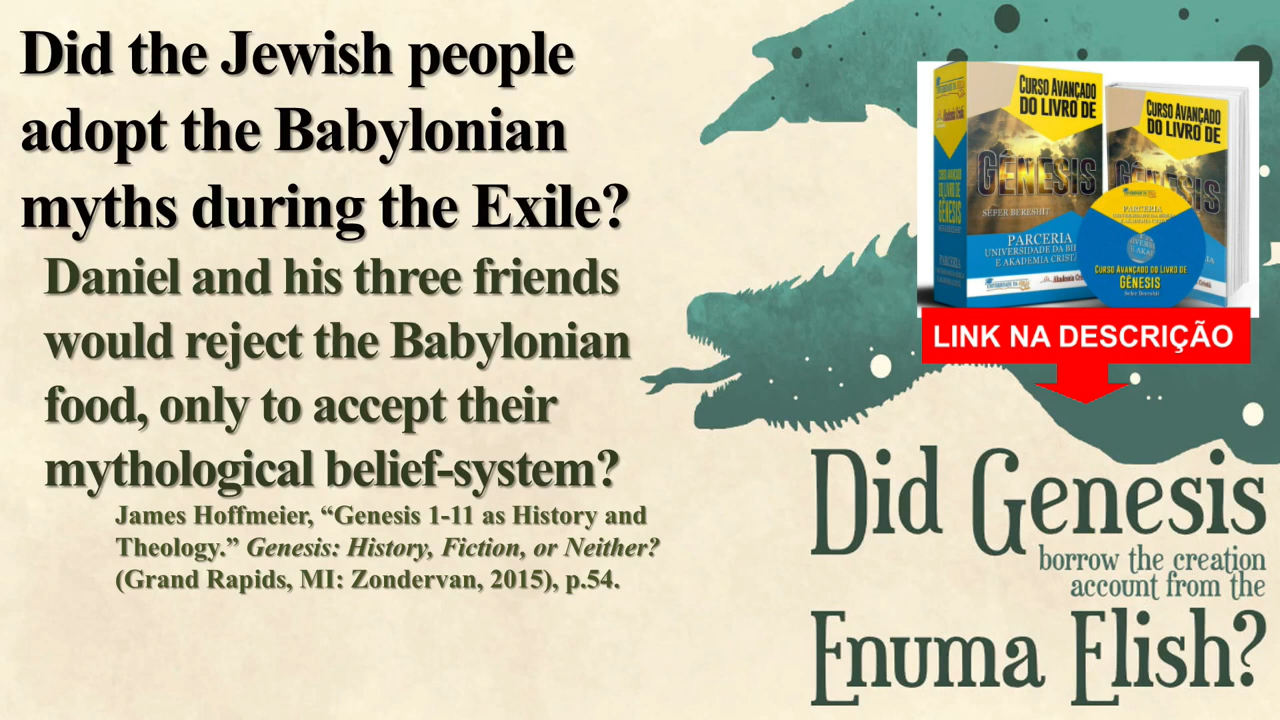 Did the Jewish people
adopt the Babylonian
myths during the Exile?
Daniel and his three friends
would reject the Babylonian
food, only to accept their
mythological belief-system?
James Hoffmeier, “Genesis 1-11 as History and
Theology.” Genesis: History, Fiction, or Neither?
(Grand Rapids, MI: Zondervan, 2015), p.54.
CURSO AVANÇADO
DO LIVRO DE
GÊNESIS
SÊFER BERESHIT
PARCERIA
UNIVERSIDADE DA
E AKADEMIA CRISTÃ
CURSO AVANÇADO
DO LIVRO DE
PARCERIA
CURSO AVANÇADO DO LIVRO DE
GÊNESIS
LINK NA DESCRIÇÃO
Did Genesis
borrow the creation
account from the
Enuma Elish?